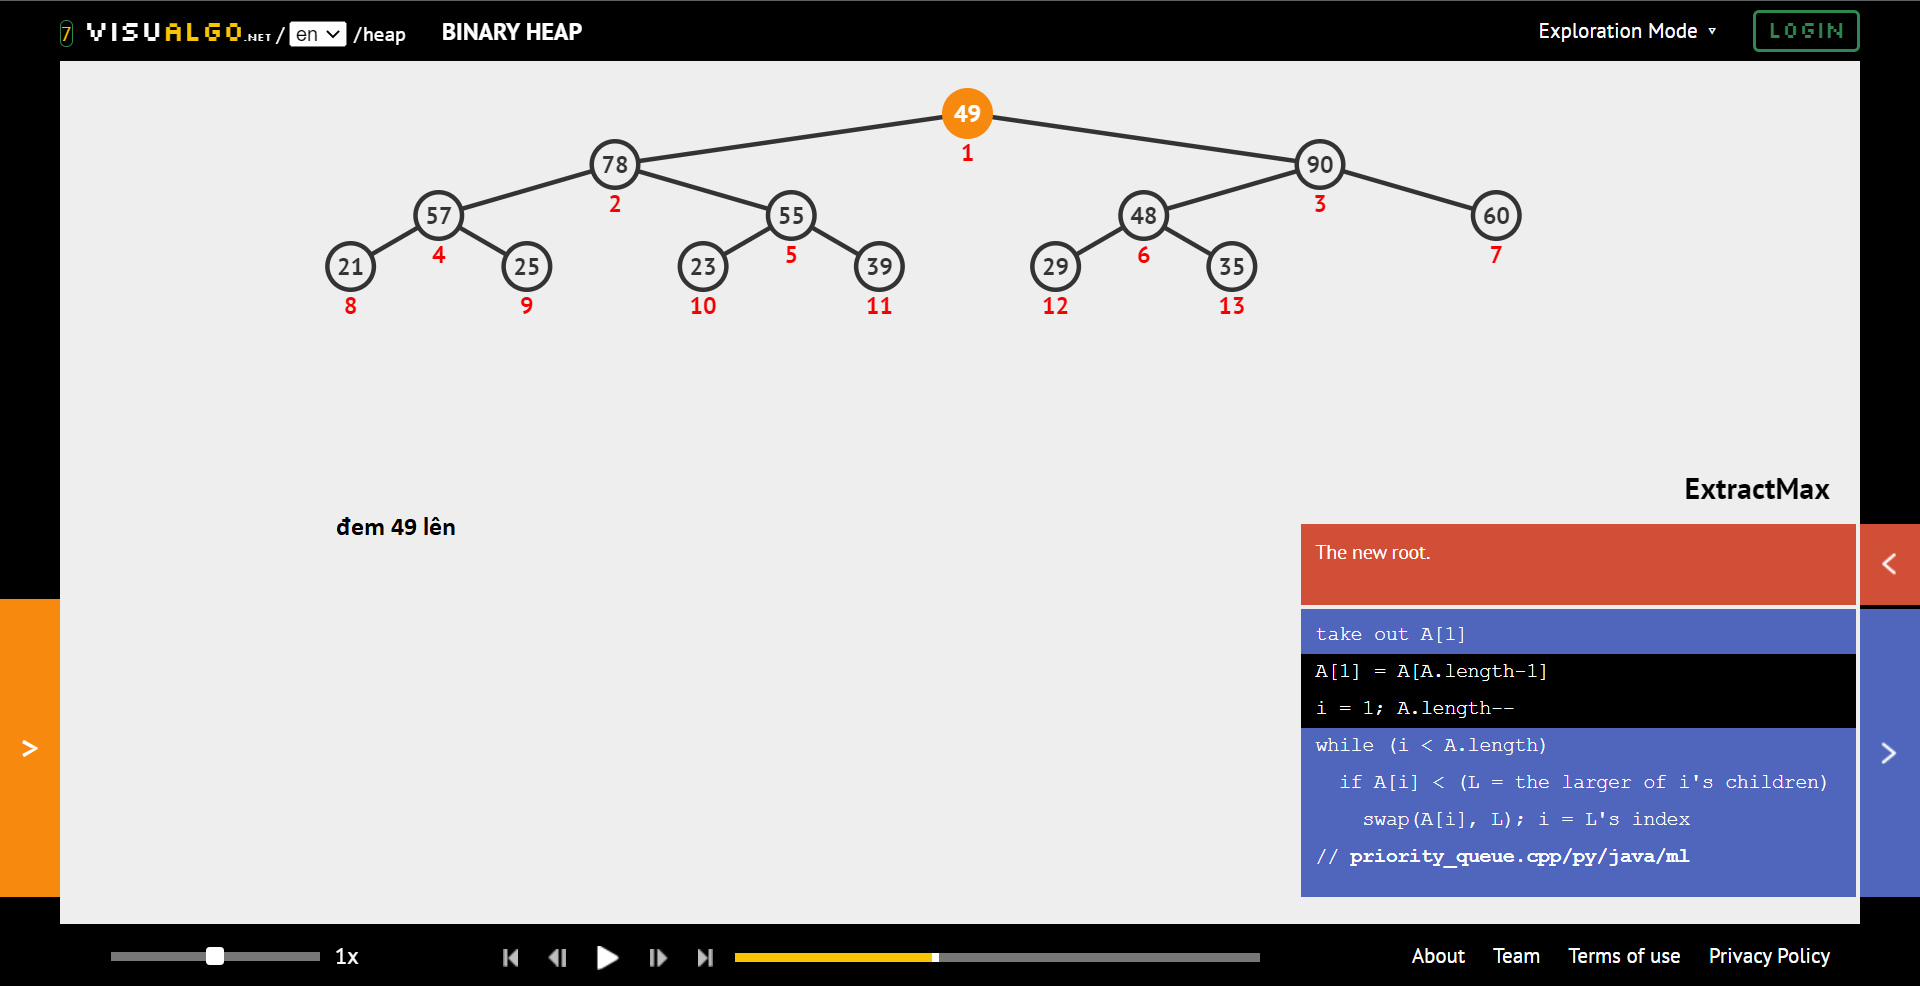 7 VISUALGO.NET / en /heap BINARY HEAP Exploration Mode ▾ LOGIN
49
1
78 90
2 3
57 55 48 60
4 5 6 7
21 25 23 39 29 35
8 9 10 11 12 13
ExtractMax
đem 49 lên
The new root.
take out A[1]
A[1] = A[A.length-1]
i = 1; A.length--
while (i < A.length)
if A[i] < (L = the larger of i's children)
swap(A[i], L); i = L's index
// priority_queue.cpp/py/java/ml
1x About Team Terms of use Privacy Policy